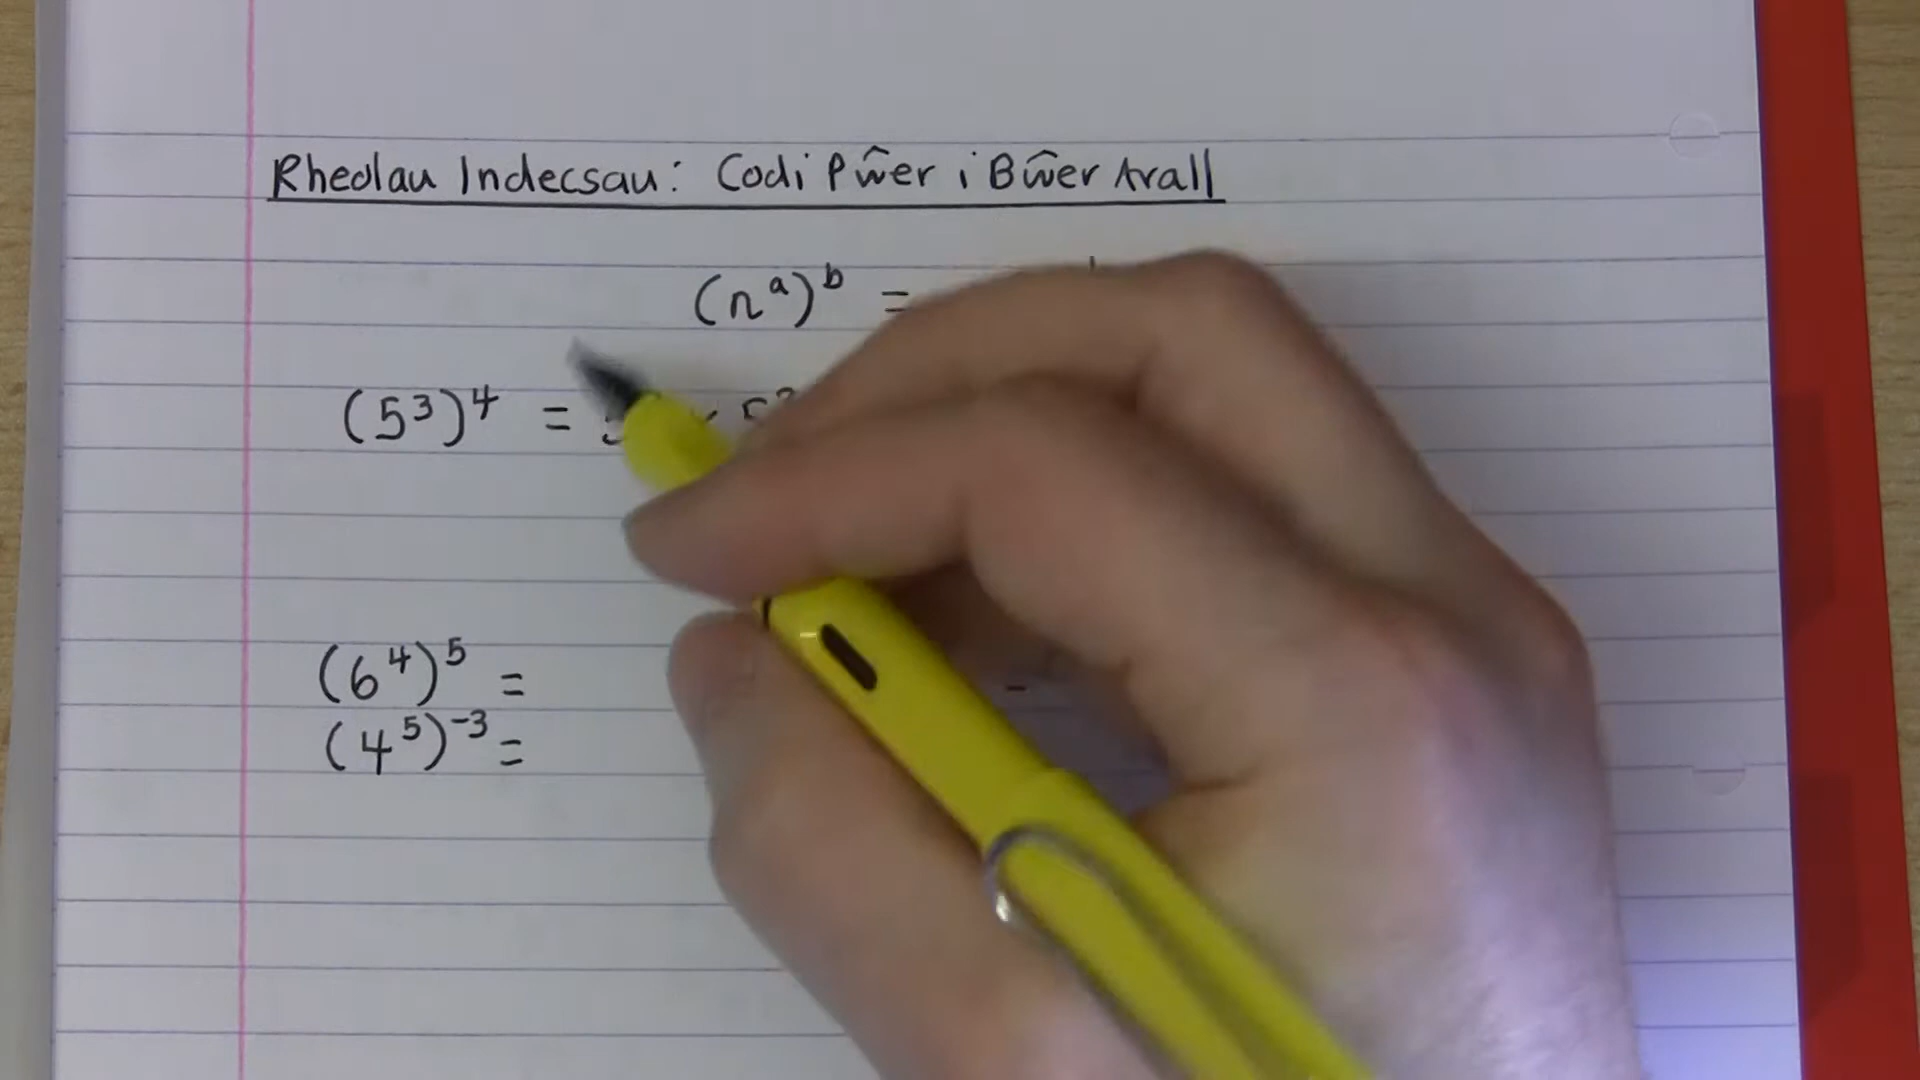 Rheolau Indecsau: Codi Pŵer i Bŵer Arall
(n^a)^b =
(5^3)^4 =
(6^4)^5 =
(4^5)^-3 =